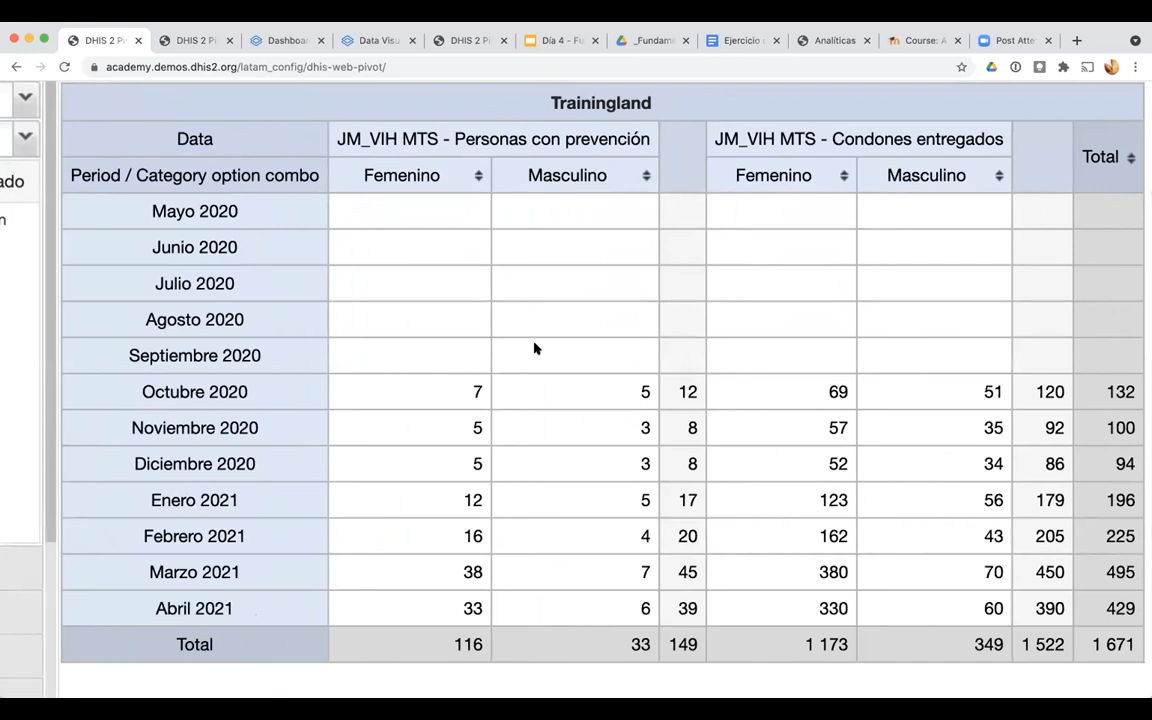 DHIS 2 Pi
DHIS 2 Pi
Dashboa
Data Visu
DHIS 2 Pi
Día 4 - Fu
_Fundame
Ejercicio
Analíticas
Course: A
Post Atte
academy.demos.dhis2.org/latam_config/dhis-web-pivot/
ado
n
Trainingland
Data JM_VIH MTS - Personas con prevención JM_VIH MTS - Condones entregados Total
Period / Category option combo Femenino Masculino Femenino Masculino
Mayo 2020
Junio 2020
Julio 2020
Agosto 2020
Septiembre 2020
Octubre 2020 7 5 12 69 51 120 132
Noviembre 2020 5 3 8 57 35 92 100
Diciembre 2020 5 3 8 52 34 86 94
Enero 2021 12 5 17 123 56 179 196
Febrero 2021 16 4 20 162 43 205 225
Marzo 2021 38 7 45 380 70 450 495
Abril 2021 33 6 39 330 60 390 429
Total 116 33 149 1 173 349 1 522 1 671